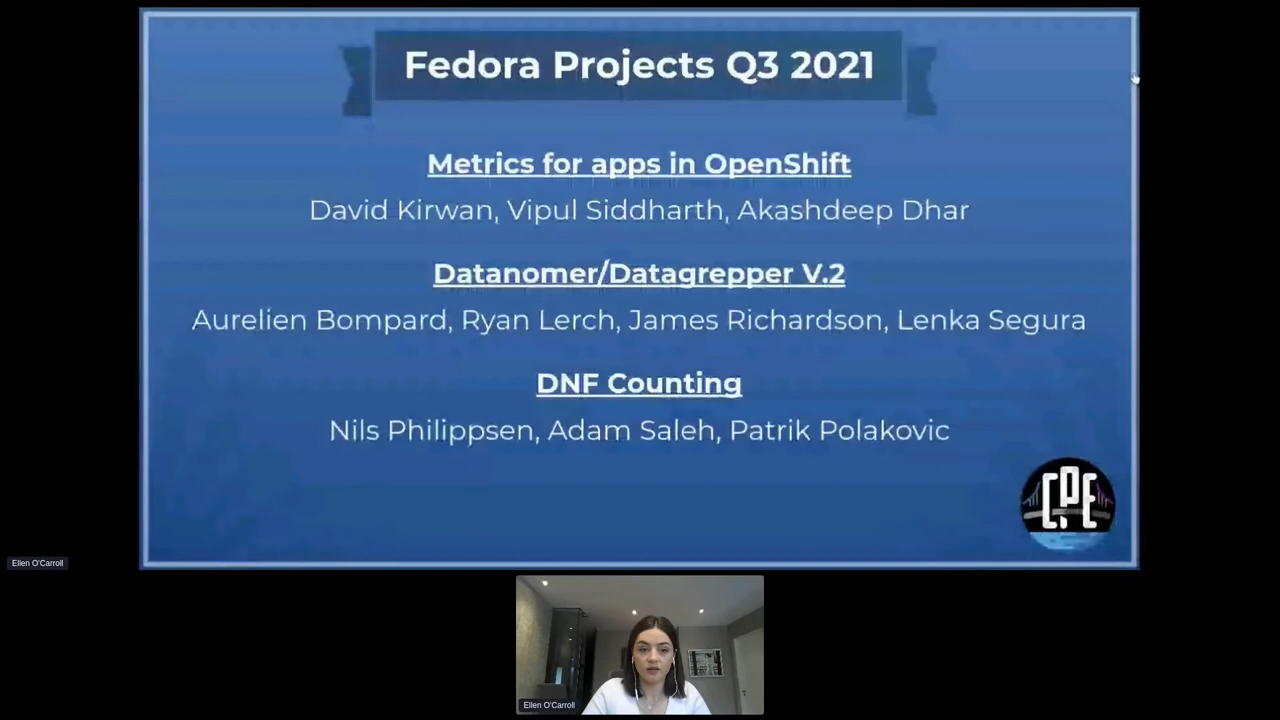 Fedora Projects Q3 2021
Metrics for apps in OpenShift
David Kirwan, Vipul Siddharth, Akashdeep Dhar
Datanomer/Datagrepper V.2
Aurelien Bompard, Ryan Lerch, James Richardson, Lenka Segura
DNF Counting
Nils Philippsen, Adam Saleh, Patrik Polakovic
CPE
Ellen O'Carroll
Ellen O'Carroll